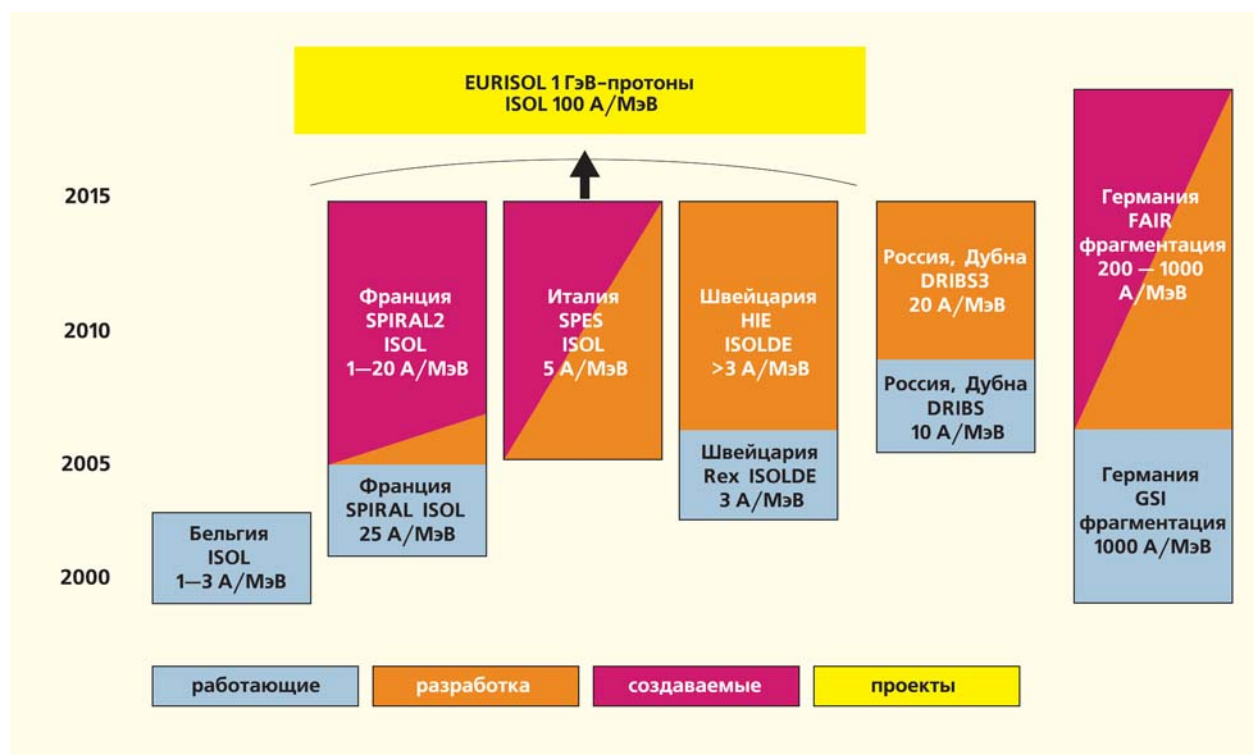 EURISOL 1 ГэВ–протоны
ISOL 100 А/МэВ
2015
2010
2005
2000
Бельгия
ISOL
1—3 А/МэВ
Франция
SPIRAL2
ISOL
1—20 А/МэВ
Франция
SPIRAL ISOL
25 А/МэВ
Италия
SPES
ISOL
5 А/МэВ
Швейцария
HIE
ISOLDE
>3 А/МэВ
Швейцария
Rex ISOLDE
3 А/МэВ
Россия, Дубна
DRIBS3
20 А/МэВ
Россия, Дубна
DRIBS
10 А/МэВ
Германия
FAIR
фрагментация
200 — 1000
А/МэВ
Германия
GSI
фрагментация
1000 А/МэВ
работающие
разработка
создаваемые
проекты